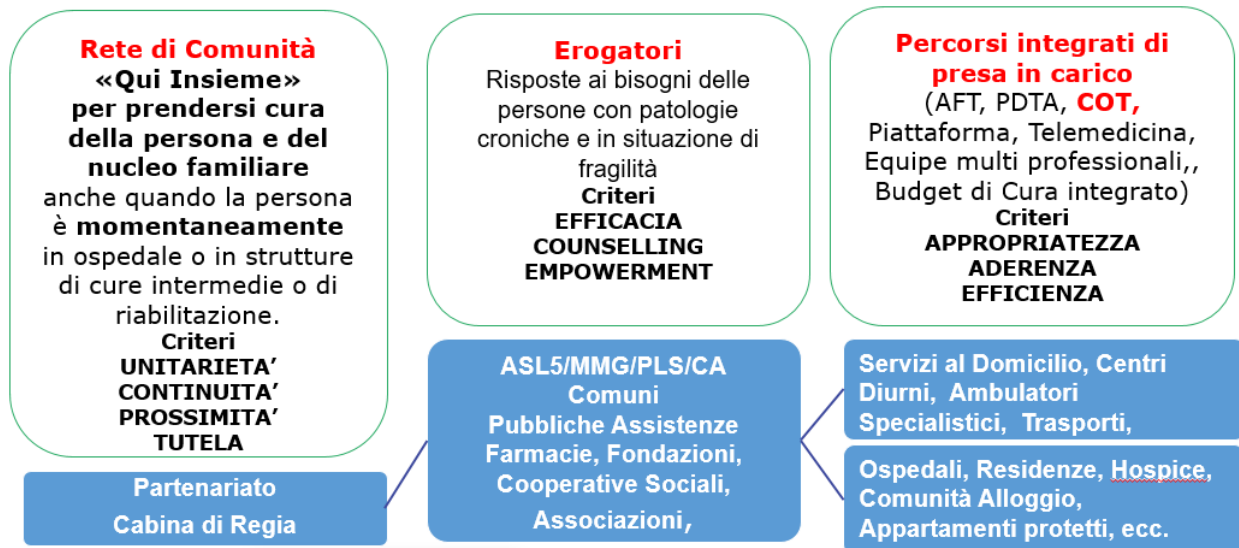 Rete di Comunità
«Qui Insieme»
per prendersi cura
della persona e del
nucleo familiare
anche quando la persona
è momentaneamente
in ospedale o in strutture
di cure intermedie o di
riabilitazione.
Criteri
UNITARIETA’
CONTINUITA’
PROSSIMITA’
TUTELA
Partenariato
Cabina di Regia
Erogatori
Risposte ai bisogni delle
persone con patologie
croniche e in situazione di
fragilità
Criteri
EFFICACIA
COUNSELLING
EMPOWERMENT
ASL5/MMG/PLS/CA
Comuni
Pubbliche Assistenze
Farmacie, Fondazioni,
Cooperative Sociali,
Associazioni,
Percorsi integrati di
presa in carico
(AFT, PDTA, COT,
Piattaforma, Telemedicina,
Equipe multi professionali,,
Budget di Cura integrato)
Criteri
APPROPRIATEZZA
ADERENZA
EFFICIENZA
Servizi al Domicilio, Centri
Diurni, Ambulatori
Specialistici, Trasporti,
Ospedali, Residenze, Hospice,
Comunità Alloggio,
Appartamenti protetti, ecc.